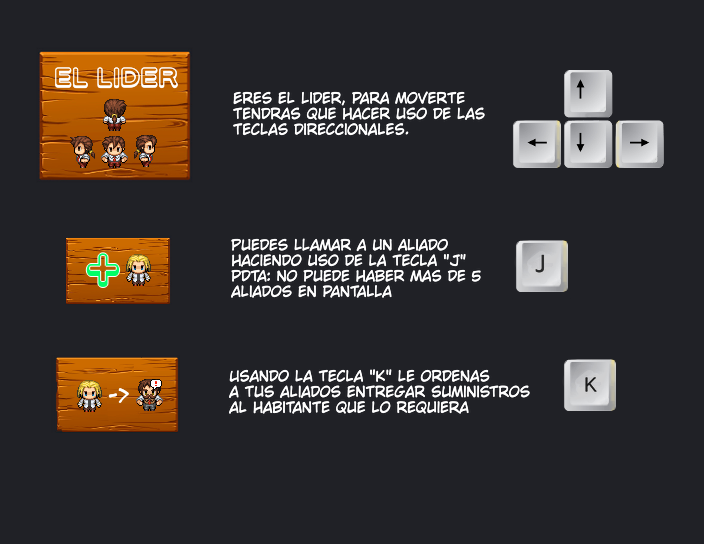 EL LIDER
ERES EL LIDER, PARA MOVERTE
TENDRAS QUE HACER USO DE LAS
TECLAS DIRECCIONALES.
↑
← ↓ →
PUEDES LLAMAR A UN ALIADO
HACIENDO USO DE LA TECLA "J"
PDTA: NO PUEDE HABER MAS DE 5
ALIADOS EN PANTALLA
J
->
!
USANDO LA TECLA "K" LE ORDENAS
A TUS ALIADOS ENTREGAR SUMINISTROS
AL HABITANTE QUE LO REQUIERA
K